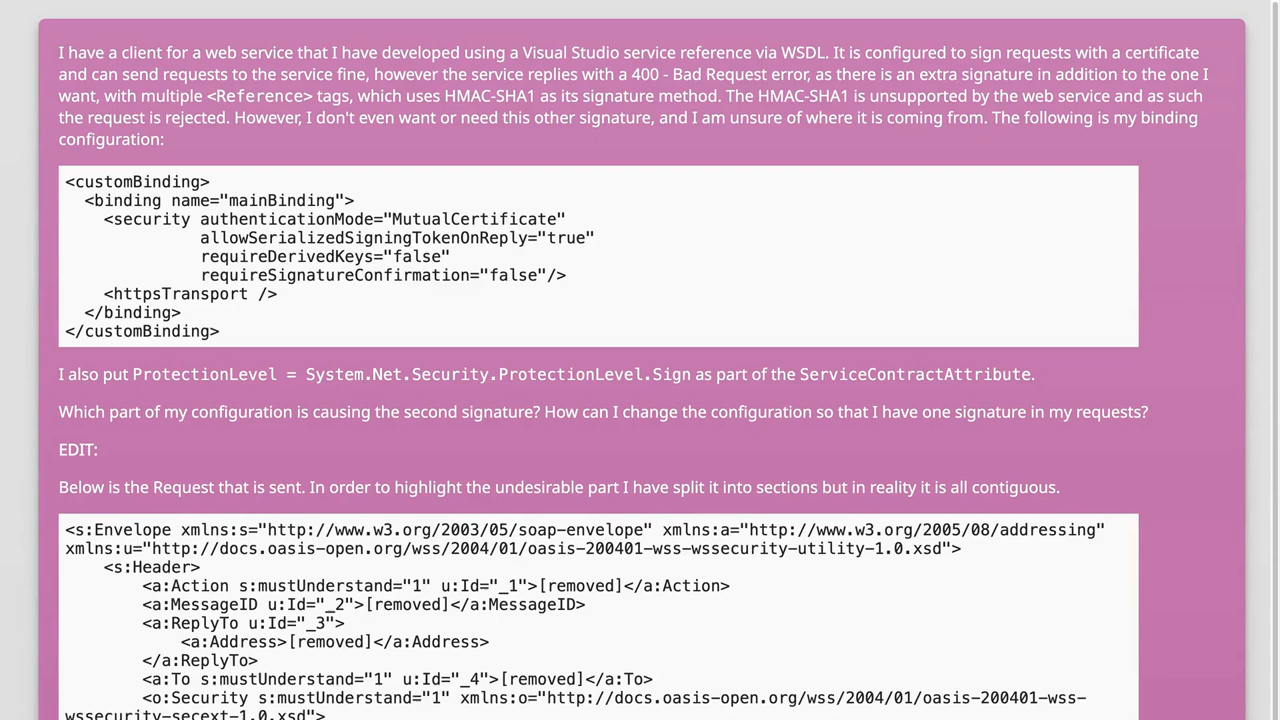 I have a client for a web service that I have developed using a Visual Studio service reference via WSDL. It is configured to sign requests with a certificate
and can send requests to the service fine, however the service replies with a 400 - Bad Request error, as there is an extra signature in addition to the one I
want, with multiple <Reference> tags, which uses HMAC-SHA1 as its signature method. The HMAC-SHA1 is unsupported by the web service and as such
the request is rejected. However, I don't even want or need this other signature, and I am unsure of where it is coming from. The following is my binding
configuration:
<customBinding>
  <binding name="mainBinding">
    <security authenticationMode="MutualCertificate"
              allowSerializedSigningTokenOnReply="true"
              requireDerivedKeys="false"
              requireSignatureConfirmation="false"/>
    <httpsTransport />
  </binding>
</customBinding>
I also put ProtectionLevel = System.Net.Security.ProtectionLevel.Sign as part of the ServiceContractAttribute.
Which part of my configuration is causing the second signature? How can I change the configuration so that I have one signature in my requests?
EDIT:
Below is the Request that is sent. In order to highlight the undesirable part I have split it into sections but in reality it is all contiguous.
<s:Envelope xmlns:s="http://www.w3.org/2003/05/soap-envelope" xmlns:a="http://www.w3.org/2005/08/addressing"
xmlns:u="http://docs.oasis-open.org/wss/2004/01/oasis-200401-wss-wssecurity-utility-1.0.xsd">
    <s:Header>
        <a:Action s:mustUnderstand="1" u:Id="_1">[removed]</a:Action>
        <a:MessageID u:Id="_2">[removed]</a:MessageID>
        <a:ReplyTo u:Id="_3">
            <a:Address>[removed]</a:Address>
        </a:ReplyTo>
        <a:To s:mustUnderstand="1" u:Id="_4">[removed]</a:To>
        <o:Security s:mustUnderstand="1" xmlns:o="http://docs.oasis-open.org/wss/2004/01/oasis-200401-wss-
wssecurity-secext-1.0.xsd">